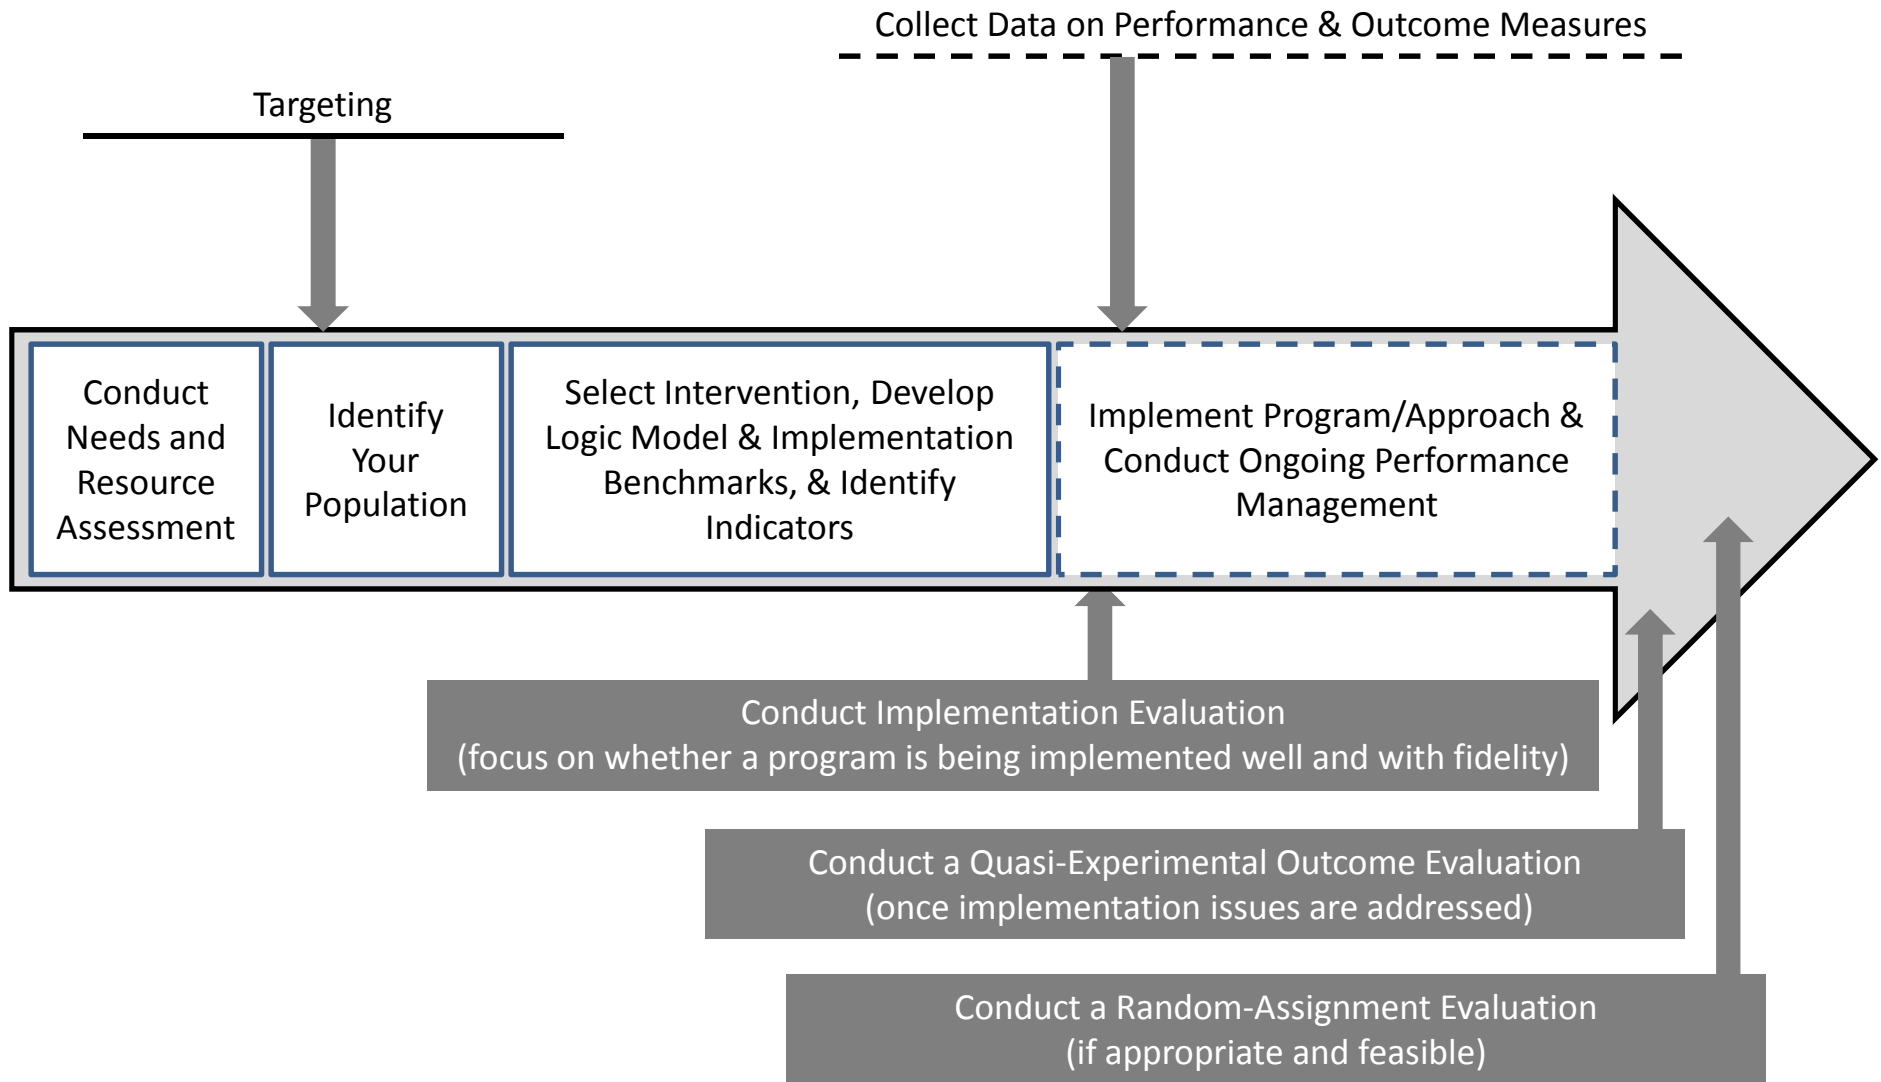 Collect Data on Performance & Outcome Measures
Targeting
Conduct
Needs and
Resource
Assessment
Identify
Your
Population
Select Intervention, Develop
Logic Model & Implementation
Benchmarks, & Identify
Indicators
Implement Program/Approach &
Conduct Ongoing Performance
Management
Conduct Implementation Evaluation
(focus on whether a program is being implemented well and with fidelity)
Conduct a Quasi-Experimental Outcome Evaluation
(once implementation issues are addressed)
Conduct a Random-Assignment Evaluation
(if appropriate and feasible)